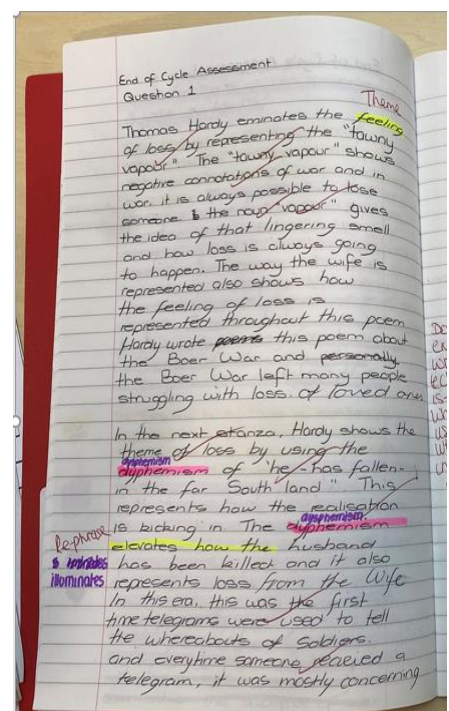 End of Cycle Assessment
Question 1
Theme
Thomas Hardy eminates the feeling
of loss by representing the "tawny
vapour". The "tawny vapour" shows
negative connotations of war and in
war, it is always possible to lose
someone & the noun "vapour" gives
the idea of that lingering smell
and how loss is always going
to happen. The way the wife is
represented also shows how
the feeling of loss is
represented throughout this poem
Hardy wrote poems this poem about
the Boer War and personally
the Boer War left many people
struggling with loss of loved ones
In the next stanza, Hardy shows the
theme of loss by using the
dysphemism
dyphemism of 'he - has fallen -
in the far South land". This
represents how the realisation
dysphemism.
is kicking in. The dyphemism
Rephrase
elevates how the husband
illuminates
has been killed and it also
represents loss from the Wife
In this era, this was the first
time telegrams were used to tell
the whereabouts of soldiers.
and everytime someone recieved a
telegram, it was mostly concerning